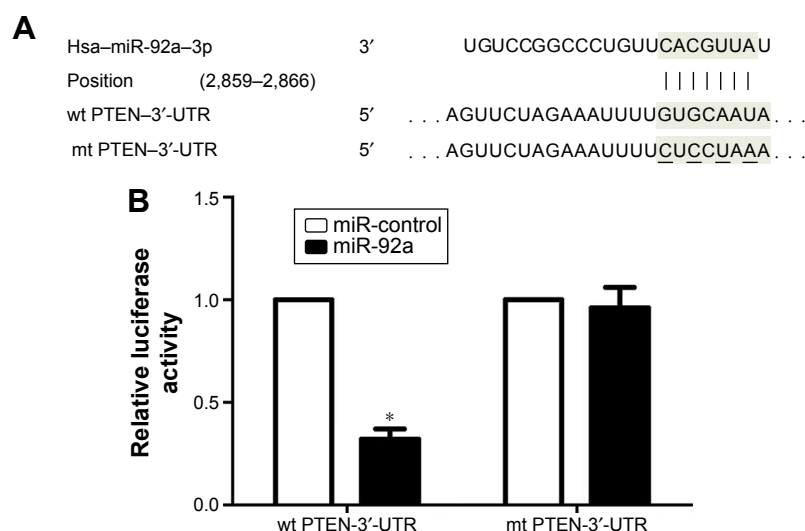 A
Hsa–miR-92a–3p 3′ UGUCCGGCCCUGUUCACGUUAU
Position (2,859–2,866) | | | | | | |
wt PTEN–3′-UTR 5′ . . . AGUUCUAGAAAUUUUGUGCAAUA . . .
mt PTEN–3′-UTR 5′ . . . AGUUCUAGAAAUUUUCUCCUAAA . . .
B
Relative luciferase
activity
1.5
1.0
0.5
0.0
miR-control
miR-92a
*
wt PTEN-3′-UTR mt PTEN-3′-UTR